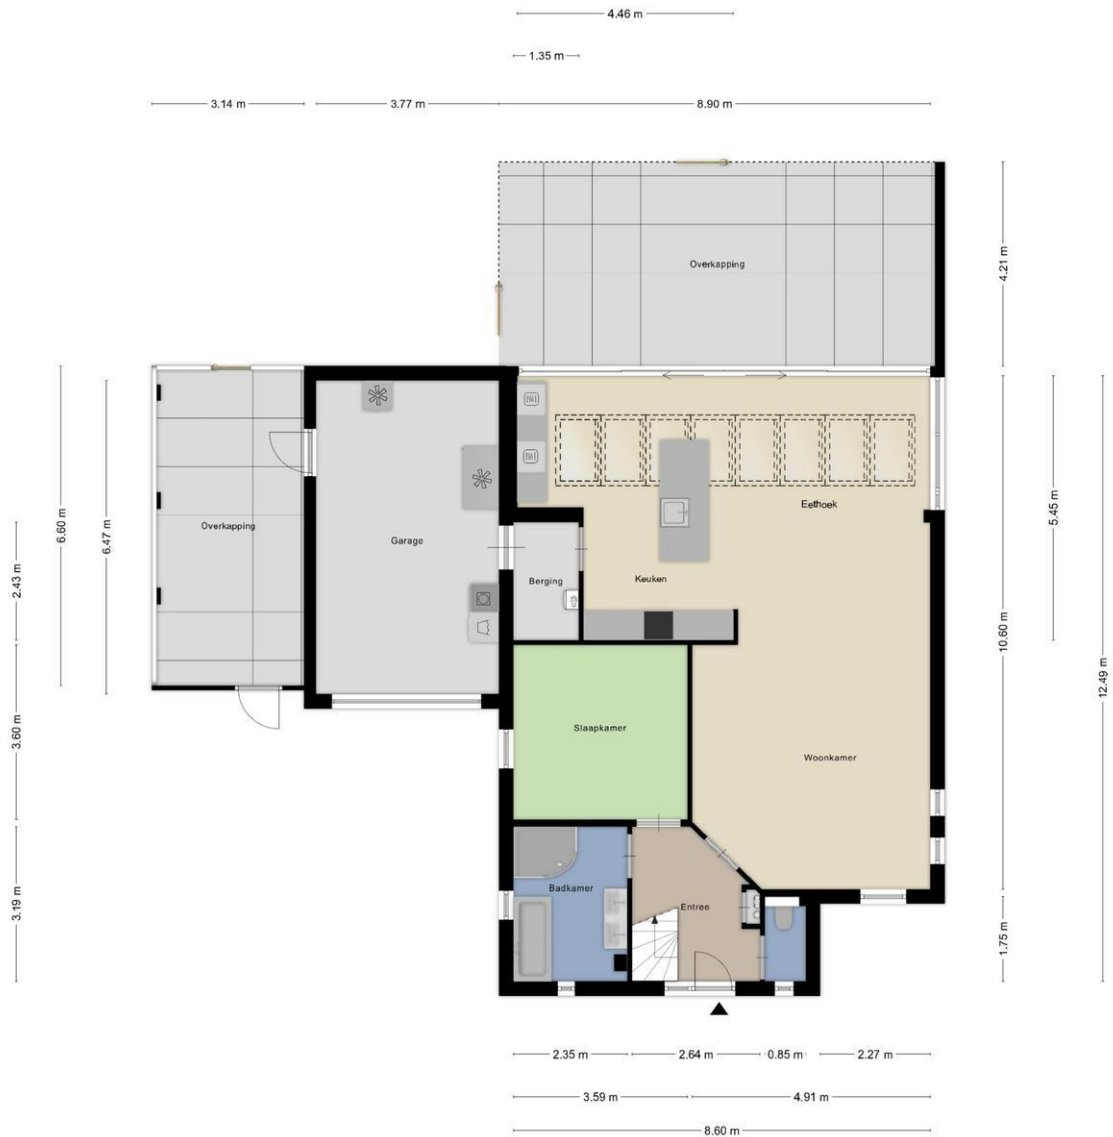 4.46 m
1.35 m
3.14 m
3.77 m
8.90 m
4.21 m
Overkapping
6.60 m
6.47 m
2.43 m
3.60 m
3.19 m
Overkapping
Garage
Berging
Keuken
Eethoek
5.45 m
10.60 m
12.49 m
Slaapkamer
Woonkamer
Badkamer
Entree
1.75 m
2.35 m
2.64 m
0.85 m
2.27 m
3.59 m
4.91 m
8.60 m